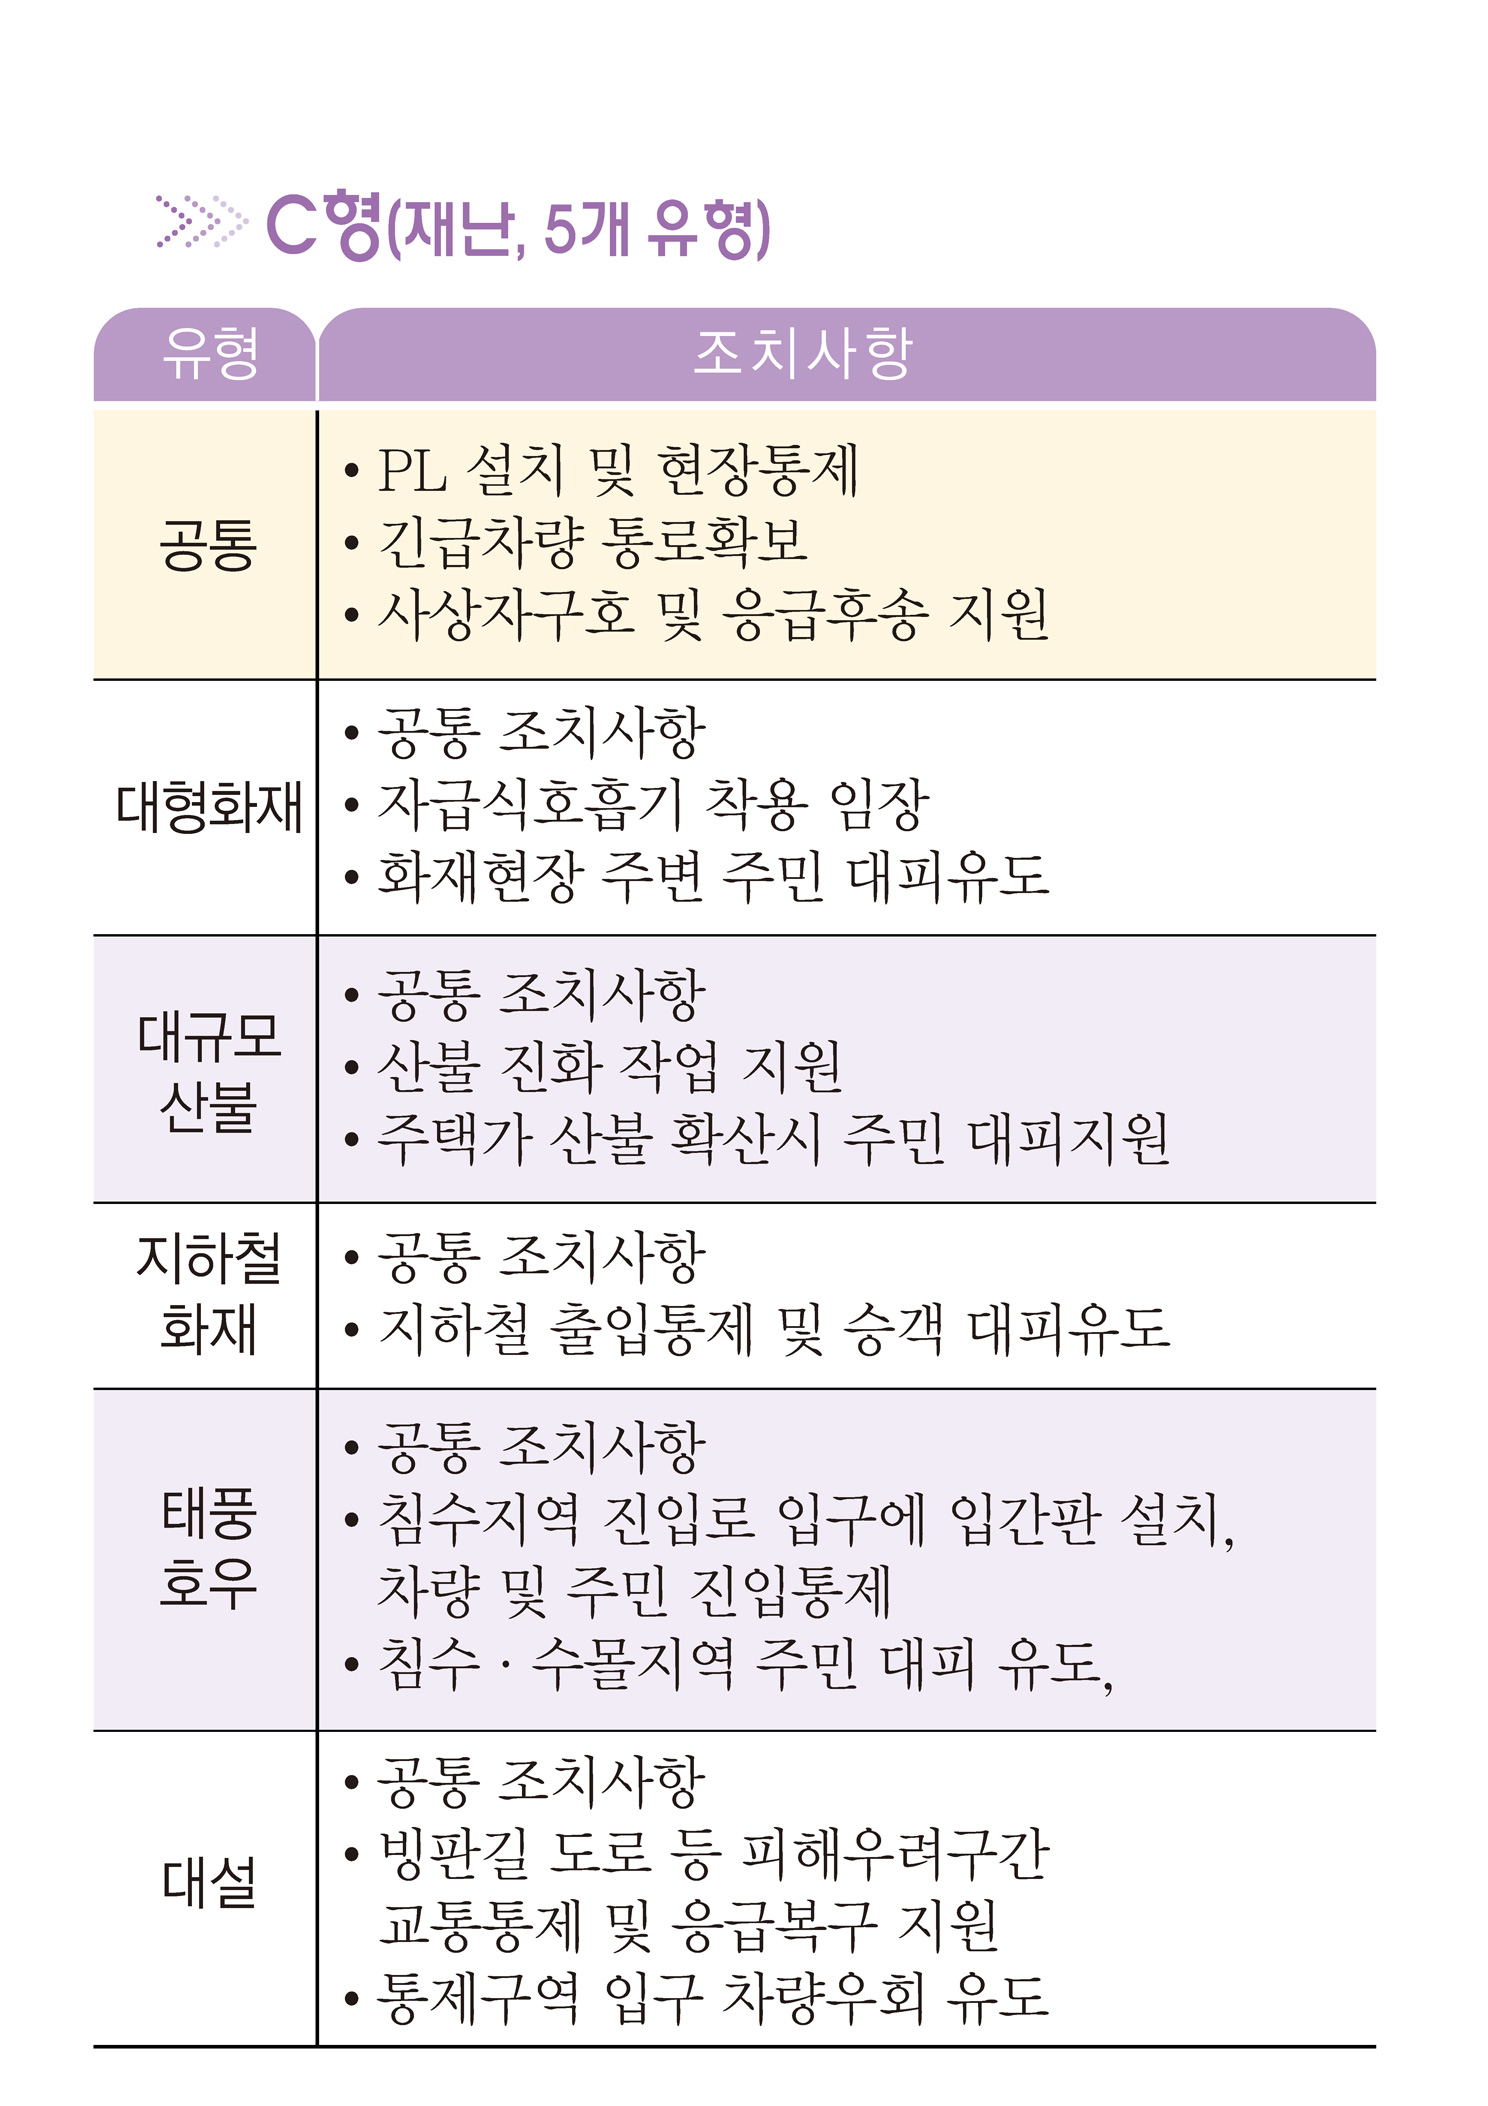 C형(재난, 5개 유형)
유형 조치사항
공통
• PL 설치 및 현장통제
• 긴급차량 통로확보
• 사상자구호 및 응급후송 지원
대형화재
• 공통 조치사항
• 자급식호흡기 착용 임장
• 화재현장 주변 주민 대피유도
대규모
산불
• 공통 조치사항
• 산불 진화 작업 지원
• 주택가 산불 확산시 주민 대피지원
지하철
화재
• 공통 조치사항
• 지하철 출입통제 및 승객 대피유도
태풍
호우
• 공통 조치사항
• 침수지역 진입로 입구에 입간판 설치,
차량 및 주민 진입통제
• 침수 · 수몰지역 주민 대피 유도,
대설
• 공통 조치사항
• 빙판길 도로 등 피해우려구간
교통통제 및 응급복구 지원
• 통제구역 입구 차량우회 유도